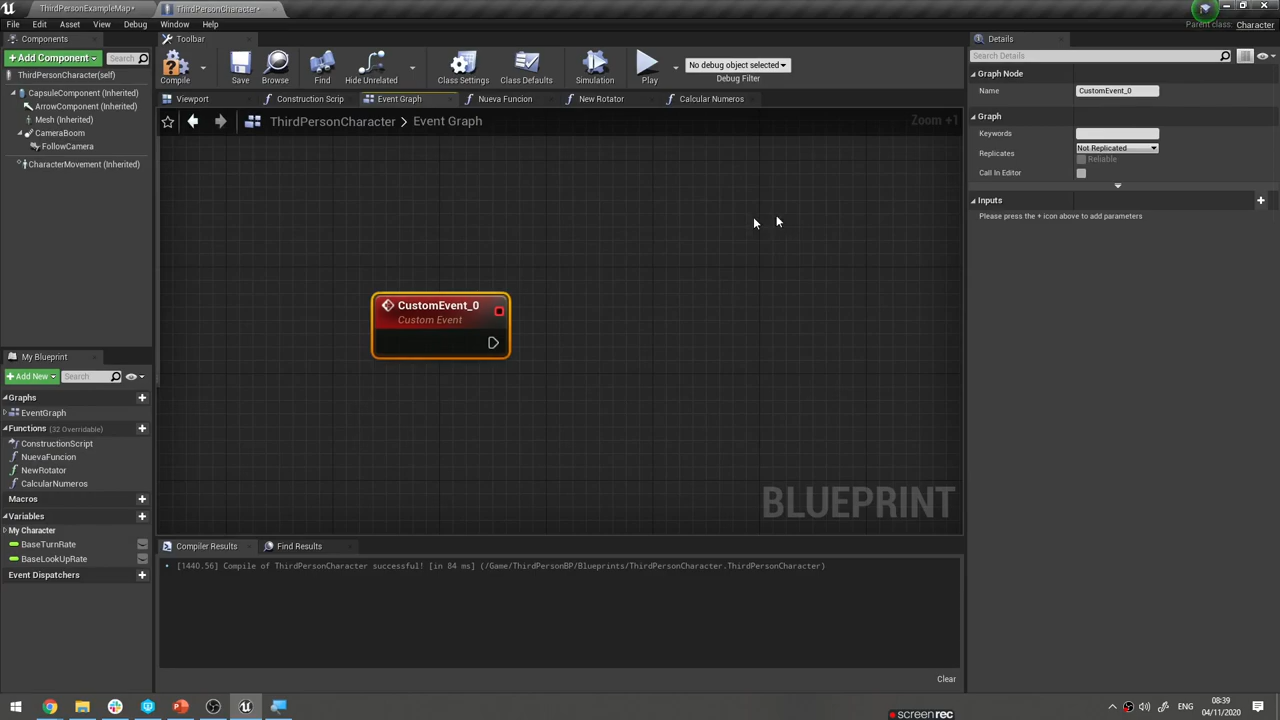 ThirdPersonExampleMap*
ThirdPersonCharacter*
File Edit Asset View Debug Window Help
Parent class: Character
Components
Toolbar
Details
+Add Component
Search
Search Details
ThirdPersonCharacter(self)
Compile
Save
Browse
Find
Hide Unrelated
Class Settings
Class Defaults
Simulation
Play
No debug object selected
Debug Filter
Graph Node
Name
CustomEvent_0
CapsuleComponent (Inherited)
ArrowComponent (Inherited)
Mesh (Inherited)
CameraBoom
FollowCamera
CharacterMovement (Inherited)
Viewport
Construction Scrip
Event Graph
Nueva Funcion
New Rotator
Calcular Numeros
ThirdPersonCharacter > Event Graph
Zoom +1
Graph
Keywords
Replicates
Not Replicated
Reliable
Call In Editor
Inputs
Please press the + icon above to add parameters
CustomEvent_0
Custom Event
BLUEPRINT
My Blueprint
+Add New
Search
Graphs
EventGraph
Functions (32 Overridable)
ConstructionScript
NuevaFuncion
NewRotator
CalcularNumeros
Macros
Variables
My Character
BaseTurnRate
BaseLookUpRate
Event Dispatchers
Compiler Results
Find Results
[1440.56] Compile of ThirdPersonCharacter successful! [in 84 ms] (/Game/ThirdPersonBP/Blueprints/ThirdPersonCharacter.ThirdPersonCharacter)
Clear
ENG
08:39
04/11/2020
screenrec